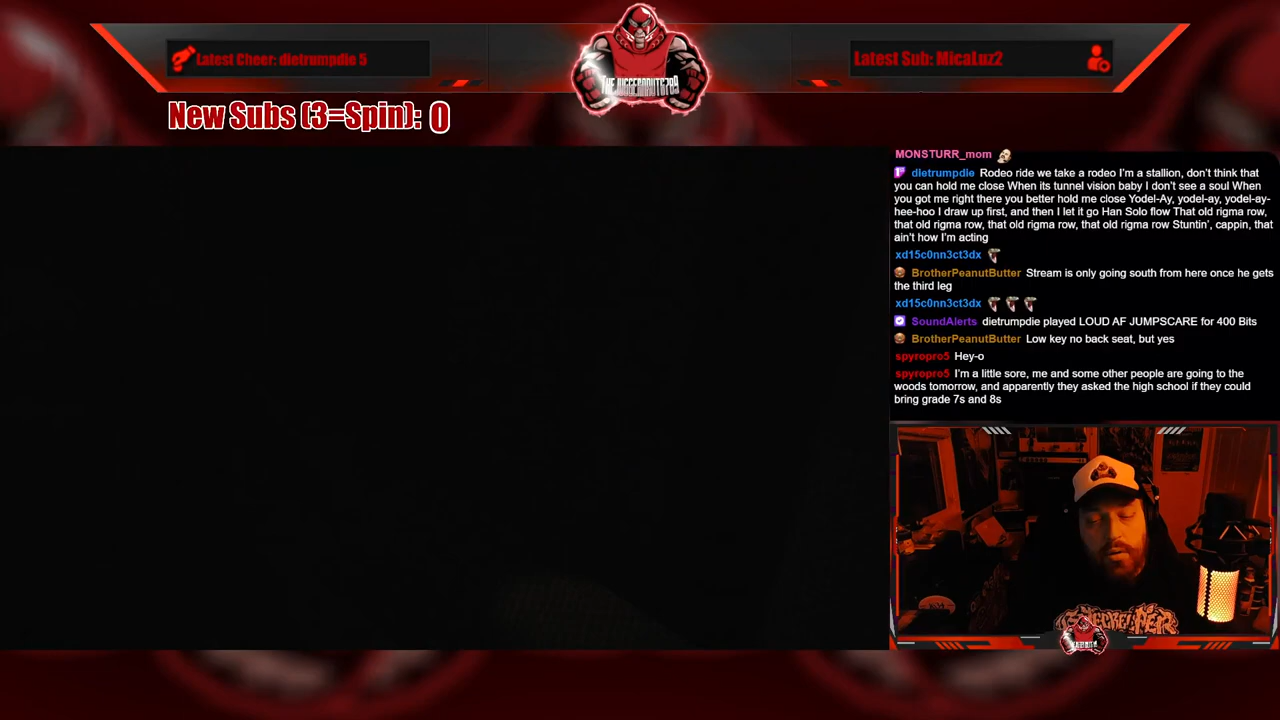 Latest Cheer: dietrumpdie 5
THEJUGGERNAUT6789
Latest Sub: MicaLuz2
New Subs (3=Spin): 0
MONSTURR_mom
dietrumpdie Rodeo ride we take a rodeo I'm a stallion, don't think that
you can hold me close When its tunnel vision baby I don't see a soul When
you got me right there you better hold me close Yodel-Ay, yodel-ay, yodel-ay-
hee-hoo I draw up first, and then I let it go Han Solo flow That old rigma row,
that old rigma row, that old rigma row, that old rigma row Stuntin', cappin, that
ain't how I'm acting
xd15c0nn3ct3dx
BrotherPeanutButter Stream is only going south from here once he gets
the third leg
xd15c0nn3ct3dx
SoundAlerts dietrumpdie played LOUD AF JUMPSCARE for 400 Bits
BrotherPeanutButter Low key no back seat, but yes
spyropro5 Hey-o
spyropro5 I'm a little sore, me and some other people are going to the
woods tomorrow, and apparently they asked the high school if they could
bring grade 7s and 8s